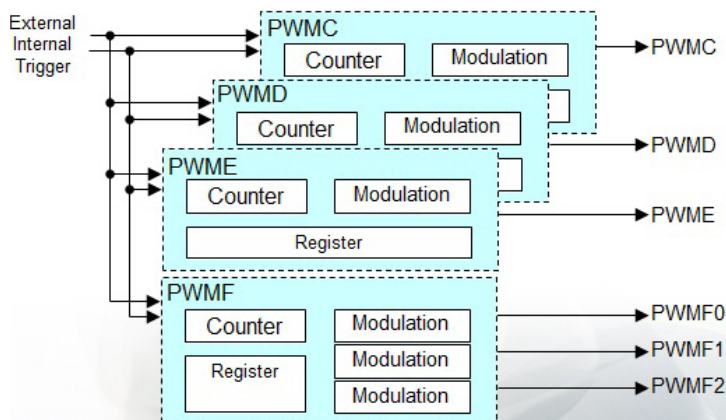 External
Internal
Trigger
PWMC
Counter
Modulation
PWMC
PWMD
Counter
Modulation
PWMD
PWME
Counter
Modulation
Register
PWME
PWMF
Counter
Register
Modulation
Modulation
Modulation
PWMF0
PWMF1
PWMF2